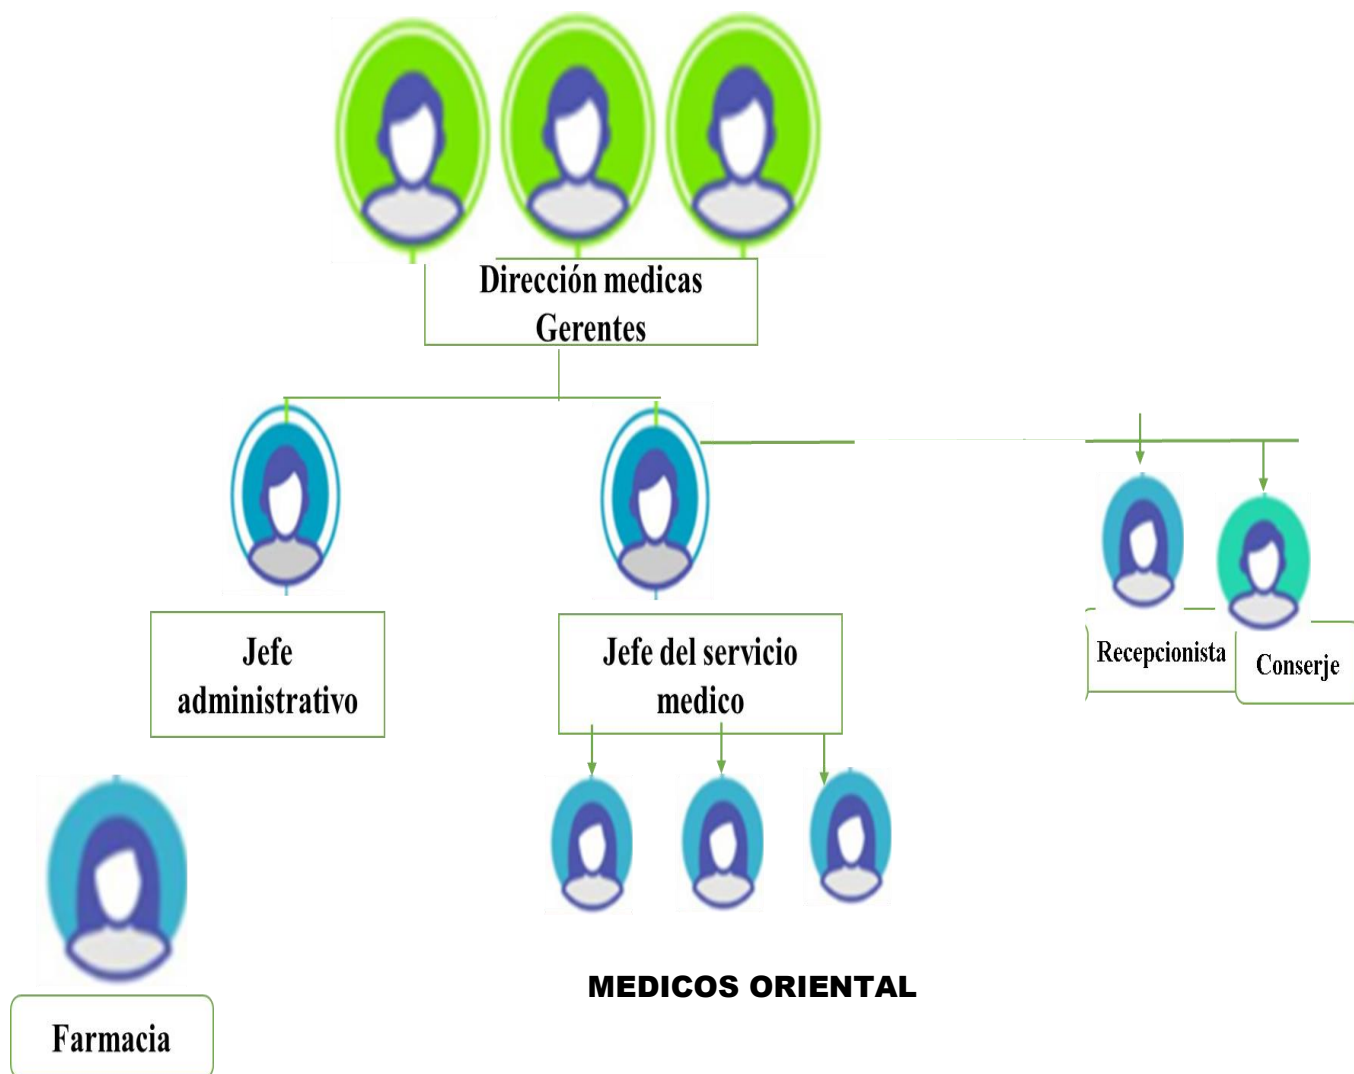 Dirección medicas
Gerentes
Jefe
administrativo
Jefe del servicio
medico
Recepcionista
Conserje
MEDICOS ORIENTAL
Farmacia